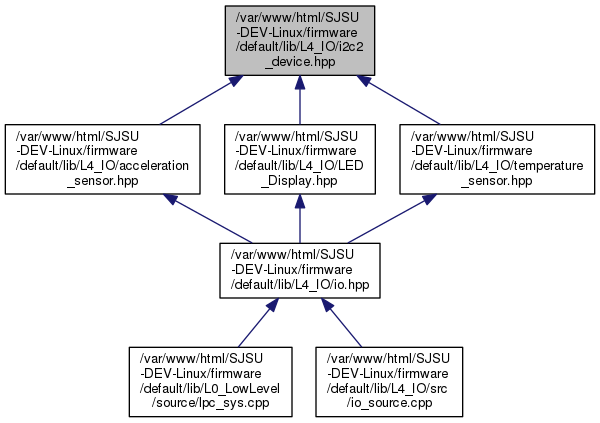 /var/www/html/SJSU
-DEV-Linux/firmware
/default/lib/L4_IO/i2c2
_device.hpp
/var/www/html/SJSU
-DEV-Linux/firmware
/default/lib/L4_IO/acceleration
_sensor.hpp
/var/www/html/SJSU
-DEV-Linux/firmware
/default/lib/L4_IO/LED
_Display.hpp
/var/www/html/SJSU
-DEV-Linux/firmware
/default/lib/L4_IO/temperature
_sensor.hpp
/var/www/html/SJSU
-DEV-Linux/firmware
/default/lib/L4_IO/io.hpp
/var/www/html/SJSU
-DEV-Linux/firmware
/default/lib/L0_LowLevel
/source/lpc_sys.cpp
/var/www/html/SJSU
-DEV-Linux/firmware
/default/lib/L4_IO/src
/io_source.cpp